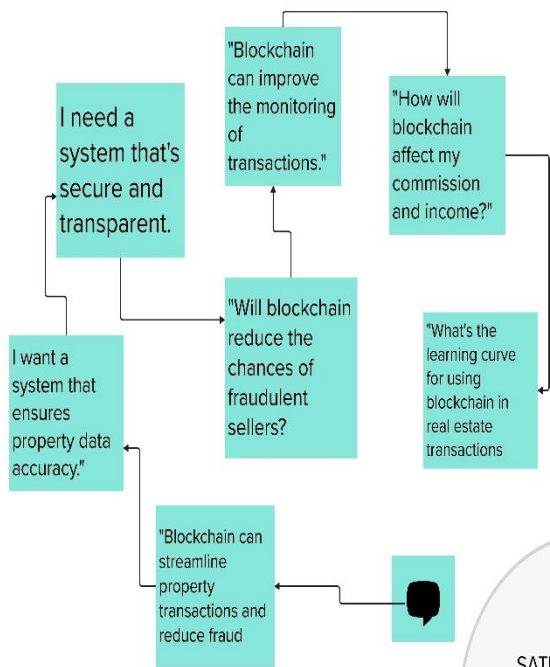 "Blockchain
can improve
the monitoring
of
transactions."
"How will
blockchain
affect my
commission
and income?"
I need a
system that's
secure and
transparent.
"Will blockchain
reduce the
chances of
fraudulent
sellers?
"What's the
learning curve
for using
blockchain in
real estate
transactions
I want a
system that
ensures
property data
accuracy."
"Blockchain can
streamline
property
transactions and
reduce fraud